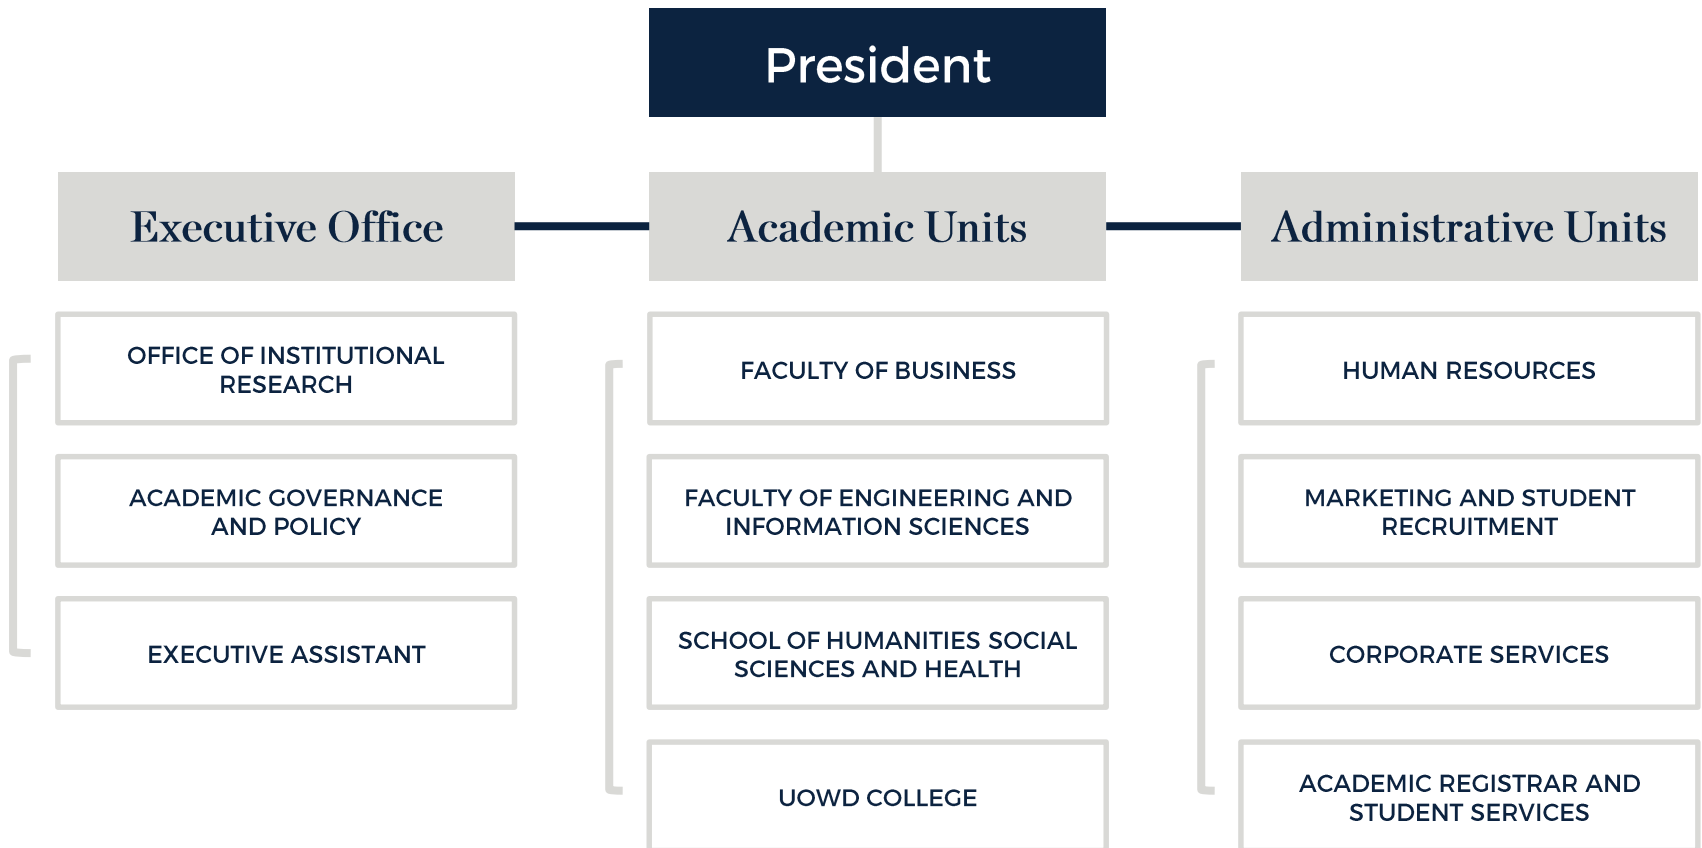 President
Executive Office
Academic Units
Administrative Units
OFFICE OF INSTITUTIONAL
RESEARCH
ACADEMIC GOVERNANCE
AND POLICY
EXECUTIVE ASSISTANT
FACULTY OF BUSINESS
FACULTY OF ENGINEERING AND
INFORMATION SCIENCES
SCHOOL OF HUMANITIES SOCIAL
SCIENCES AND HEALTH
UOWD COLLEGE
HUMAN RESOURCES
MARKETING AND STUDENT
RECRUITMENT
CORPORATE SERVICES
ACADEMIC REGISTRAR AND
STUDENT SERVICES